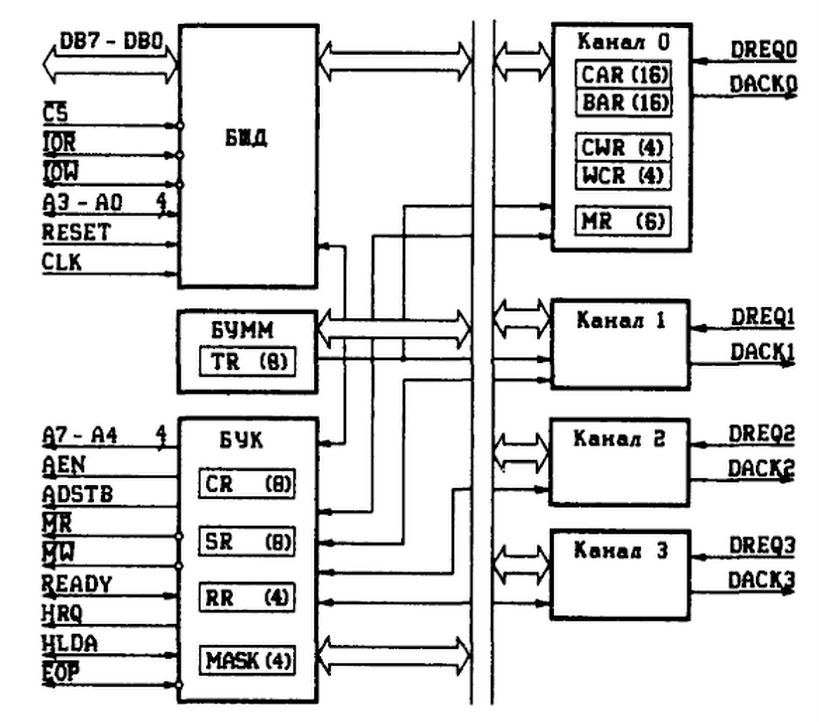 DB7 - DB0
CS
IOR
IOW
A3 - A0 4
RESET
CLK
БШД
БУММ
TR (8)
A7 - A4 4
AEN
ADSTB
MR
MW
READY
HRQ
HLDA
EOP
БУК
CR (8)
SR (8)
RR (4)
MASK (4)
Канал 0
CAR (16)
BAR (16)
CWR (4)
WCR (4)
MR (6)
DREQ0
DACK0
Канал 1
DREQ1
DACK1
Канал 2
DREQ2
DACK2
Канал 3
DREQ3
DACK3